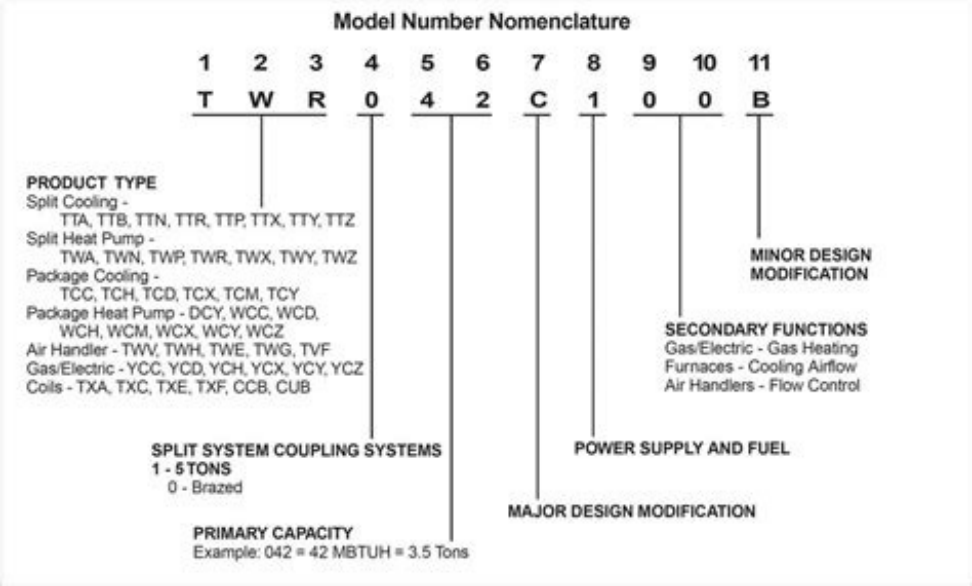 Model Number Nomenclature
1 2 3 4 5 6 7 8 9 10 11
T W R 0 4 2 C 1 0 0 B
PRODUCT TYPE
Split Cooling -
TTA, TTB, TTN, TTR, TTP, TTX, TTY, TTZ
Split Heat Pump -
TWA, TWN, TWP, TWR, TWX, TWY, TWZ
Package Cooling -
TCC, TCH, TCD, TCX, TCM, TCY
Package Heat Pump - DCY, WCC, WCD,
WCH, WCM, WCX, WCY, WCZ
Air Handler - TWV, TWH, TWE, TWG, TVF
Gas/Electric - YCC, YCD, YCH, YCX, YCY, YCZ
Coils - TXA, TXC, TXE, TXF, CCB, CUB
MINOR DESIGN
MODIFICATION
SECONDARY FUNCTIONS
Gas/Electric - Gas Heating
Furnaces - Cooling Airflow
Air Handlers - Flow Control
SPLIT SYSTEM COUPLING SYSTEMS
1 - 5 TONS
0 - Brazed
POWER SUPPLY AND FUEL
MAJOR DESIGN MODIFICATION
PRIMARY CAPACITY
Example: 042 = 42 MBTUH = 3.5 Tons